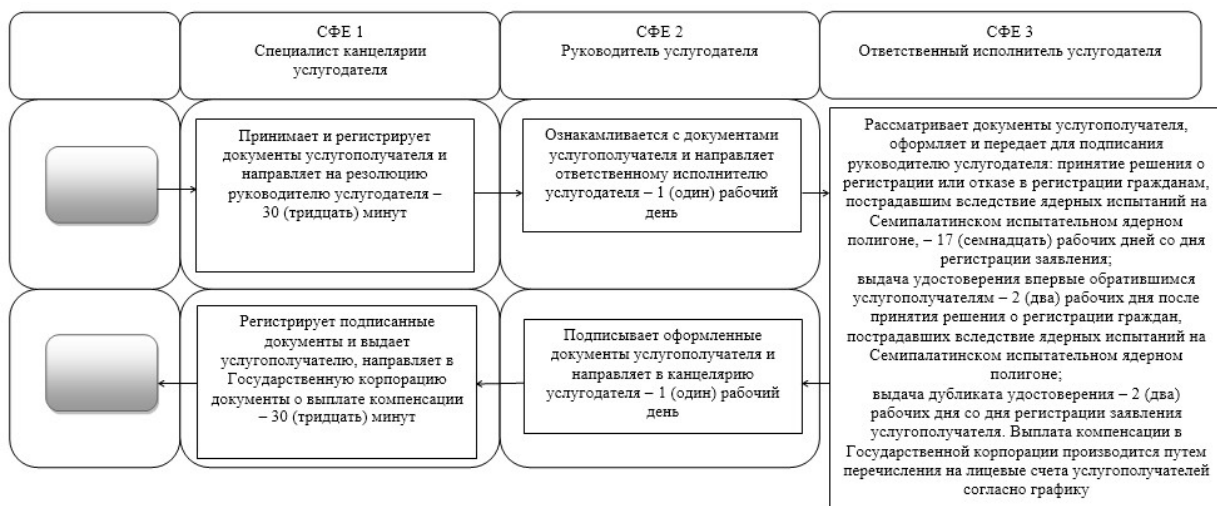 СФЕ 1
Специалист канцелярии
услугодателя
СФЕ 2
Руководитель услугодателя
СФЕ 3
Ответственный исполнитель услугодателя
Принимает и регистрирует
документы услугополучателя и
направляет на резолюцию
руководителю услугодателя –
30 (тридцать) минут
Ознакамливается с документами
услугополучателя и направляет
ответственному исполнителю
услугодателя – 1 (один) рабочий
день
Рассматривает документы услугополучателя,
оформляет и передает для подписания
руководителю услугодателя: принятие решения о
регистрации или отказе в регистрации гражданам,
пострадавшим вследствие ядерных испытаний на
Семипалатинском испытательном ядерном
полигоне, – 17 (семнадцать) рабочих дней со дня
регистрации заявления;
выдача удостоверения впервые обратившимся
услугополучателям – 2 (два) рабочих дня после
принятия решения о регистрации граждан,
пострадавших вследствие ядерных испытаний на
Семипалатинском испытательном ядерном
полигоне;
выдача дубликата удостоверения – 2 (два)
рабочих дня со дня регистрации заявления
услугополучателя. Выплата компенсации в
Государственной корпорации производится путем
перечисления на лицевые счета услугополучателей
согласно графику
Подписывает оформленные
документы услугополучателя и
направляет в канцелярию
услугодателя – 1 (один) рабочий
день
Регистрирует подписанные
документы и выдает
услугополучателю, направляет в
Государственную корпорацию
документы о выплате компенсации
– 30 (тридцать) минут